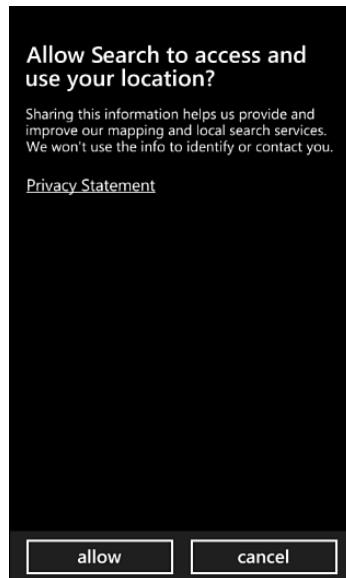 Allow Search to access and
use your location?
Sharing this information helps us provide and
improve our mapping and local search services.
We won't use the info to identify or contact you.
Privacy Statement
allow
cancel